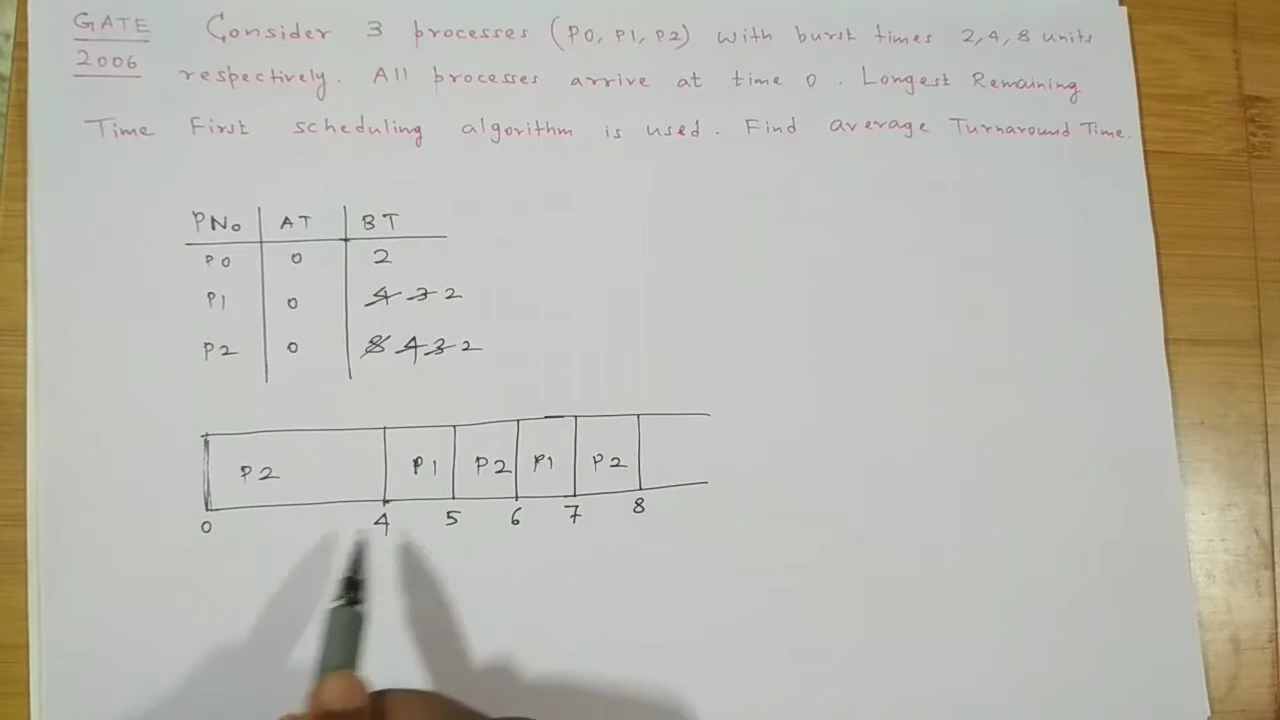 GATE Consider 3 processes (P0, P1, P2) with burst times 2,4,8 units
2006 respectively. All processes arrive at time 0. Longest Remaining
Time First scheduling algorithm is used. Find average Turnaround Time.
PNo AT BT
P0 0 2
P1 0 4 3 2
P2 0 8 4 3 2
P2 P1 P2 P1 P2
0 4 5 6 7 8